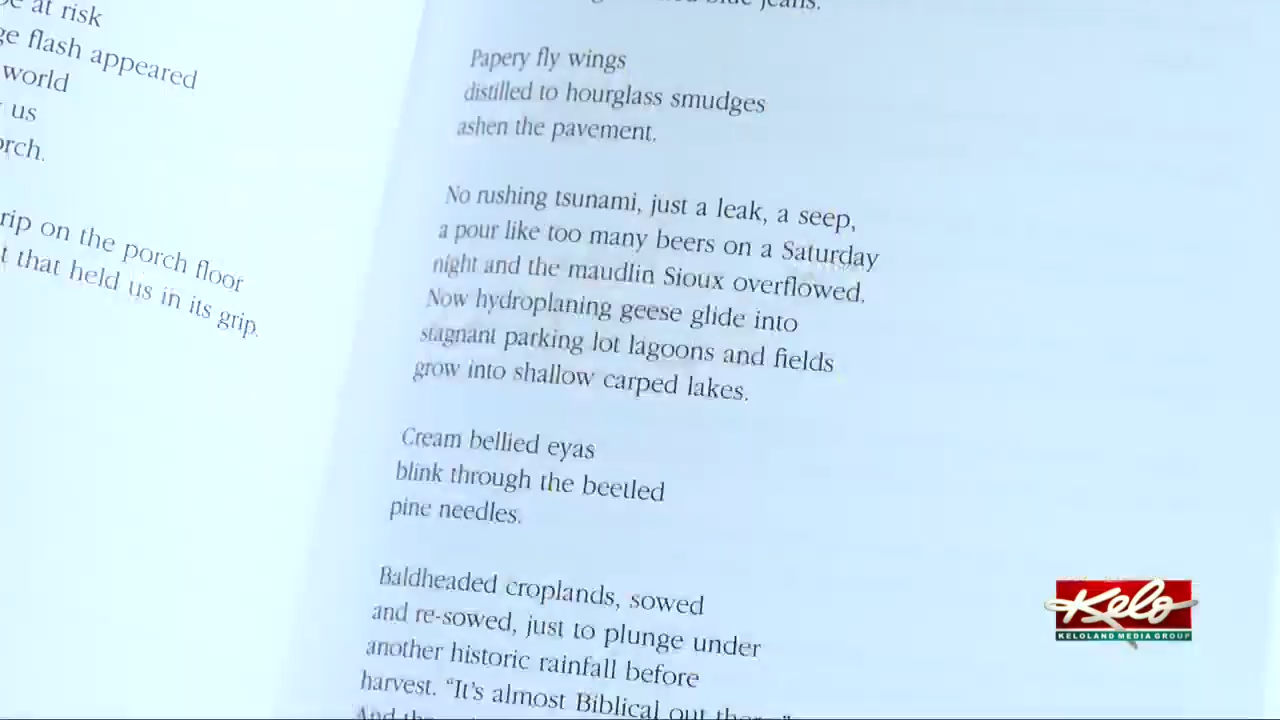 at risk
flash appeared
world
us
rip on the porch floor
that held us in its grip.
blue jeans.
Papery fly wings
distilled to hourglass smudges
ashen the pavement.
No rushing tsunami, just a leak, a seep,
a pour like too many beers on a Saturday
night and the maudlin Sioux overflowed.
Now hydroplaning geese glide into
stagnant parking lot lagoons and fields
grow into shallow carped lakes.
Cream bellied eyas
blink through the beetled
pine needles.
Baldheaded croplands, sowed
and re-sowed, just to plunge under
another historic rainfall before
harvest. “It’s almost Biblical out
Kelo
KELOLAND MEDIA GROUP